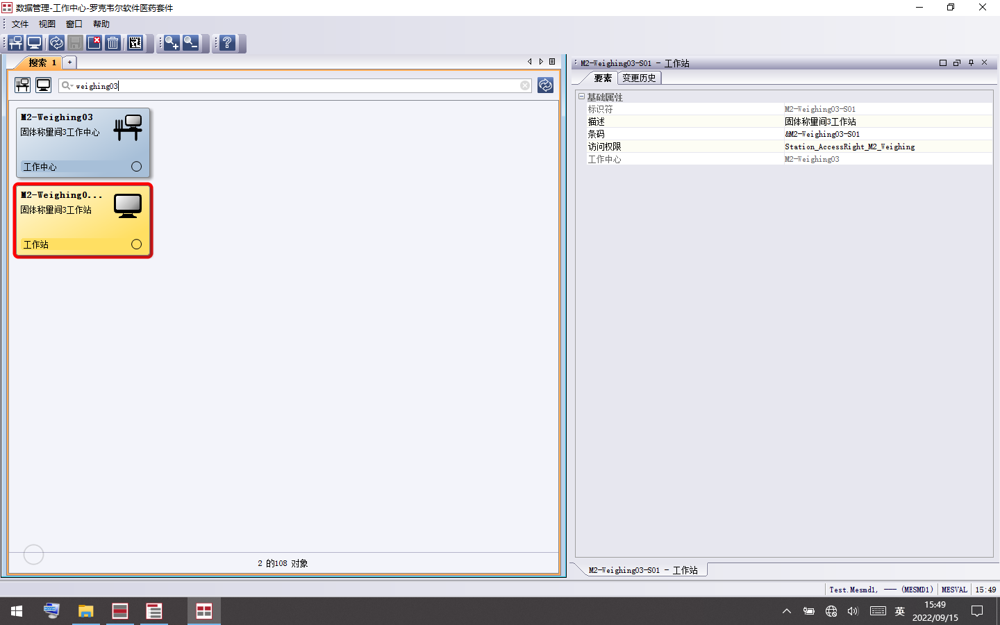 数据管理-工作中心-罗克韦尔软件医药套件
文件 视图 窗口 帮助
搜索 1 +
weighing03
M2-Weighing03
固体称量间3工作中心
工作中心
M2-Weighing0...
固体称量间3工作站
工作站
2 的108 对象
M2-Weighing03-S01 - 工作站
要素 变更历史
基础属性
标识符 M2-Weighing03-S01
描述 固体称量间3工作站
条码 &M2-Weighing03-S01
访问权限 Station_AccessRight_M2_Weighing
工作中心 M2-Weighing03
M2-Weighing03-S01 - 工作站
Test.Mesmd1, —— (MESMD1) MESVAL 15:49
英
15:49
2022/09/15